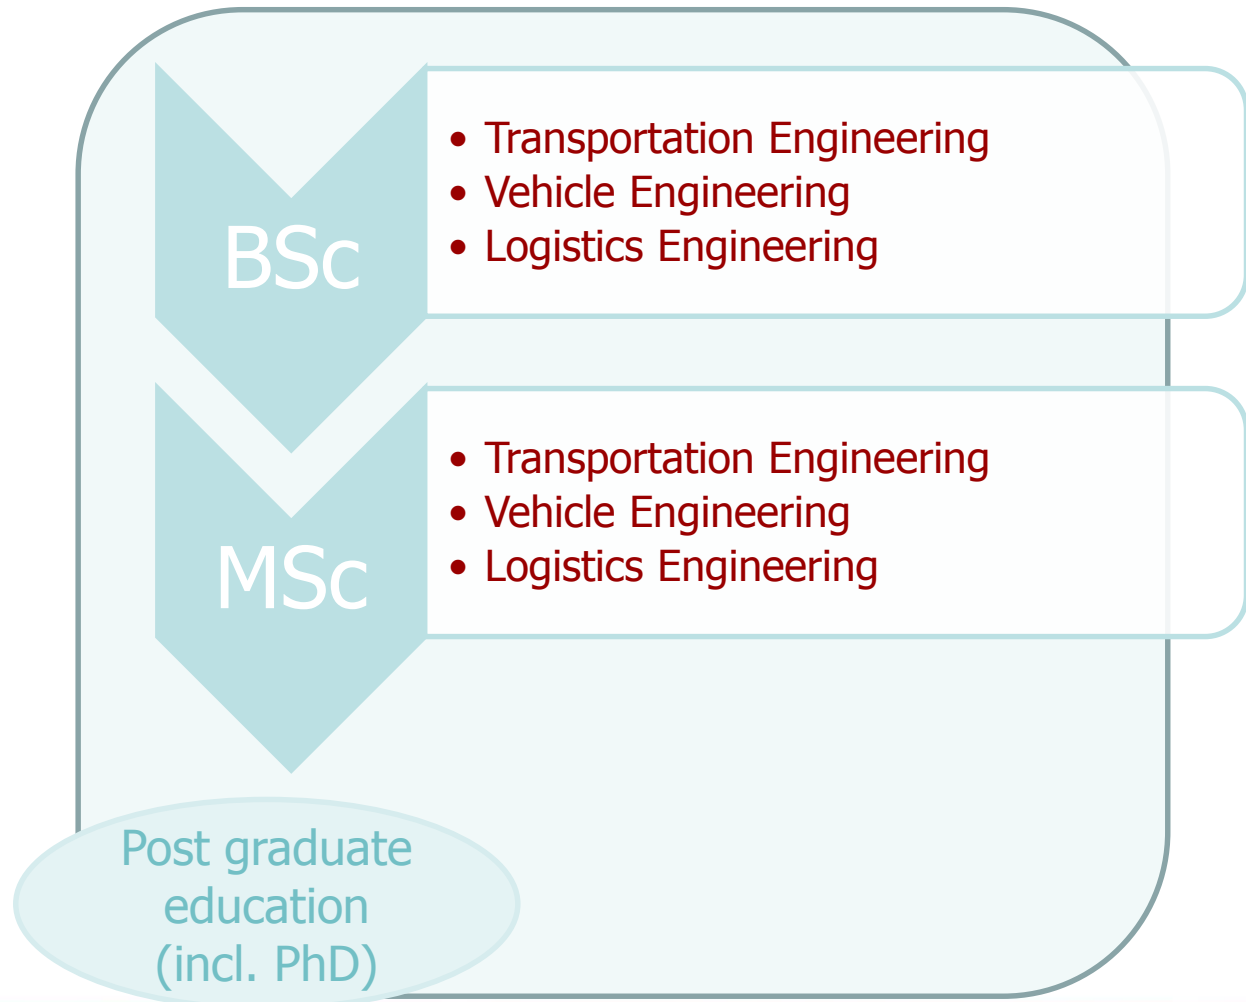 BSc
• Transportation Engineering
• Vehicle Engineering
• Logistics Engineering
MSc
• Transportation Engineering
• Vehicle Engineering
• Logistics Engineering
Post graduate
education
(incl. PhD)